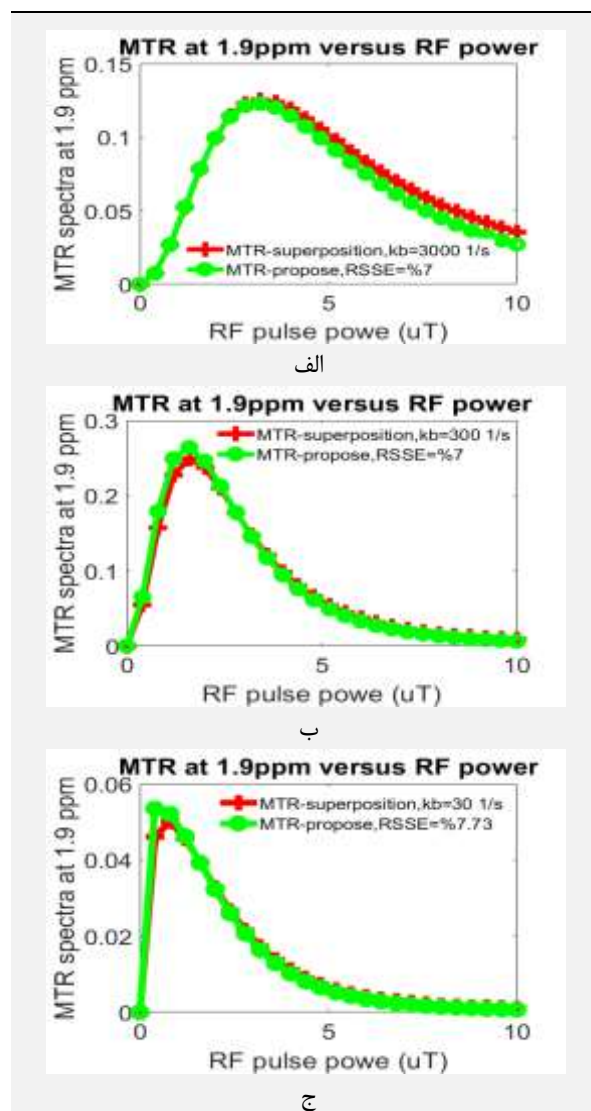 MTR at 1.9ppm versus RF power
0.15
0.1
0.05
0
MTR spectra at 1.9 ppm
MTR-superposition,kb=3000 1/s
MTR-propose,RSSE=%7
0 5 10
RF pulse powe (uT)
الف
MTR at 1.9ppm versus RF power
0.3
0.2
0.1
0
MTR spectra at 1.9 ppm
MTR-superposition,kb=300 1/s
MTR-propose,RSSE=%7
0 5 10
RF pulse powe (uT)
ب
MTR at 1.9ppm versus RF power
0.06
0.04
0.02
0
MTR spectra at 1.9 ppm
MTR-superposition,kb=30 1/s
MTR-propose,RSSE=%7.73
0 5 10
RF pulse powe (uT)
ج